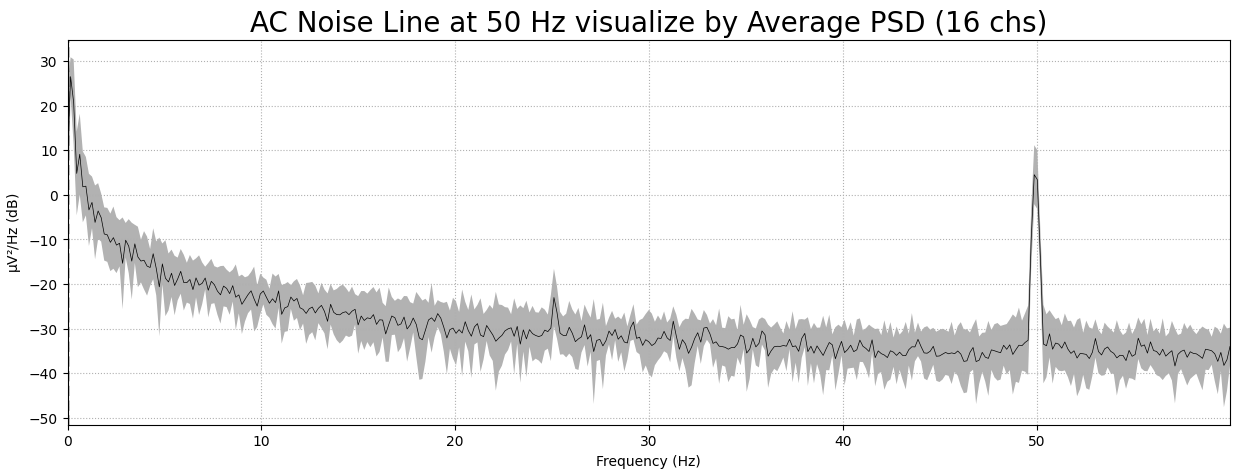 AC Noise Line at 50 Hz visualize by Average PSD (16 chs)
µV²/Hz (dB)
30
20
10
0
−10
−20
−30
−40
−50
0 10 20 30 40 50
Frequency (Hz)